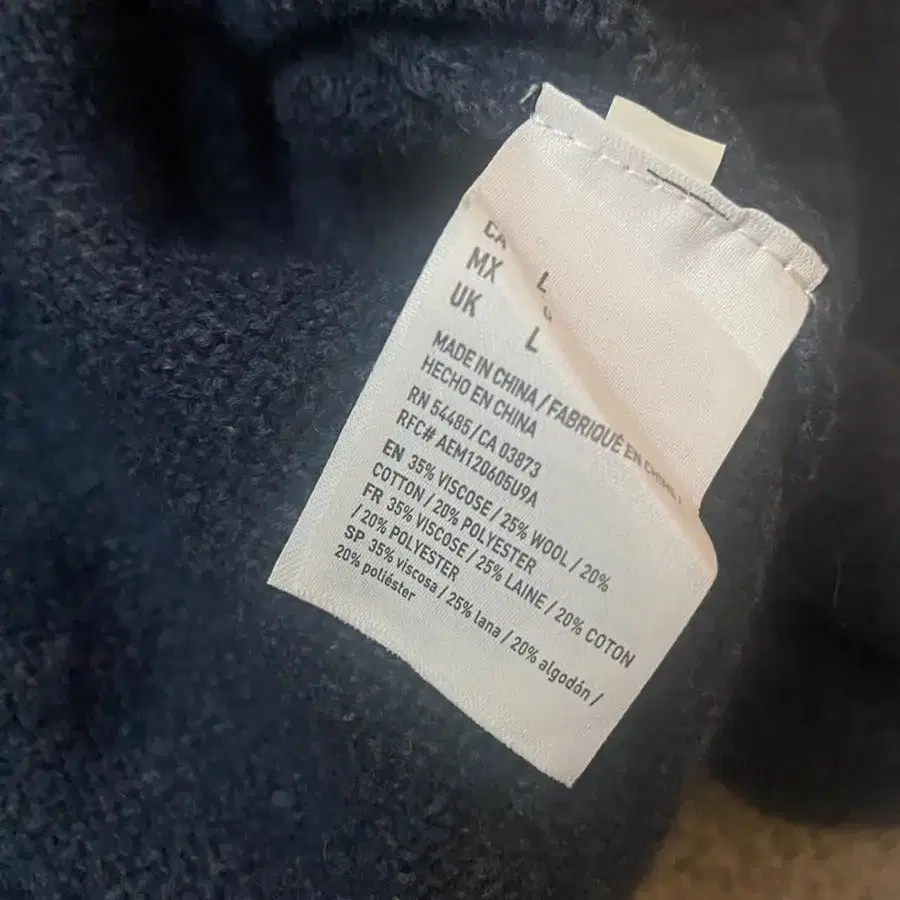 CA L
MX
UK L
MADE IN CHINA / FABRIQUÉ EN CHINE /
HECHO EN CHINA
RN 54485 / CA 03873
RFC# AEM120605U9A
EN 35% VISCOSE / 25% WOOL / 20%
COTTON / 20% POLYESTER
FR 35% VISCOSE / 25% LAINE / 20% COTON
/ 20% POLYESTER
SP 35% viscosa / 25% lana / 20% algodón /
20% poliéster